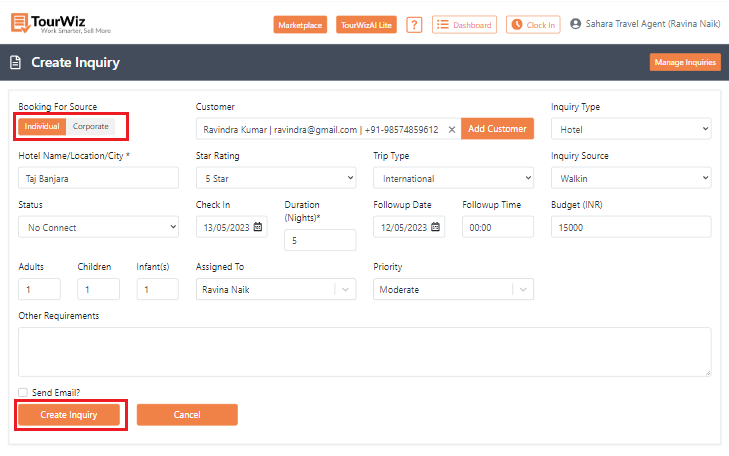 TourWiz
Work Smarter, Sell More
Marketplace TourWizAI Lite ? Dashboard Clock In Sahara Travel Agent (Ravina Naik)
Create Inquiry Manage Inquiries
Booking For Source Customer Inquiry Type
Individual Corporate Ravindra Kumar | ravindra@gmail.com | +91-98574859612 × Add Customer Hotel
Hotel Name/Location/City * Star Rating Trip Type Inquiry Source
Taj Banjara 5 Star International Walkin
Status Check In Duration (Nights)* Followup Date Followup Time Budget (INR)
No Connect 13/05/2023 5 12/05/2023 00:00 15000
Adults Children Infant(s) Assigned To Priority
1 1 1 Ravina Naik Moderate
Other Requirements
Send Email?
Create Inquiry Cancel